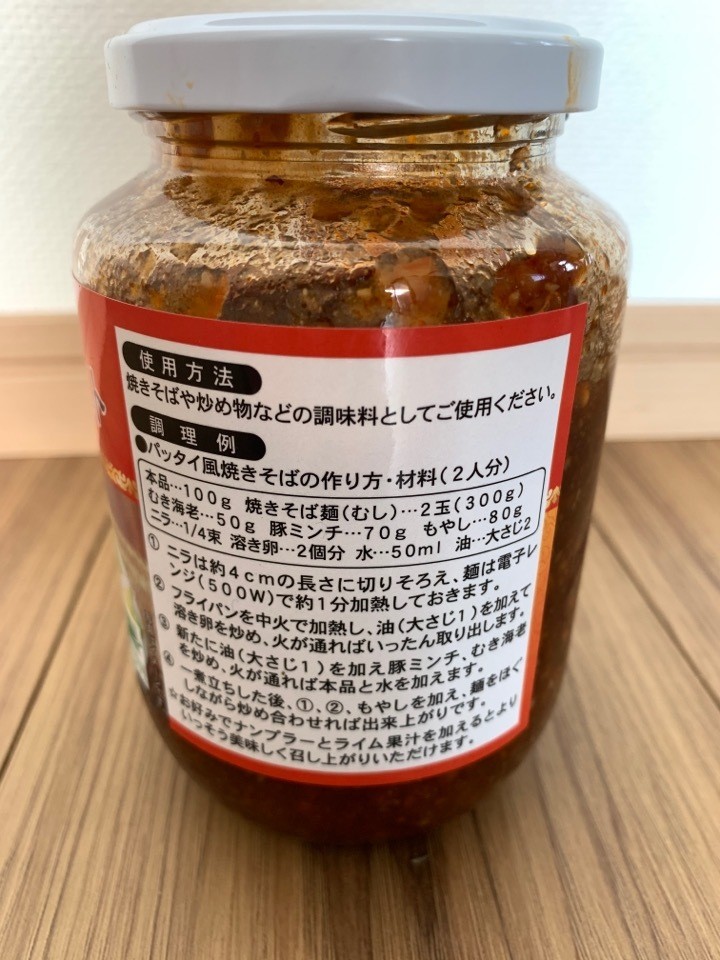 使用方法
焼きそばや炒め物などの調味料としてご使用ください。
調理例
●パッタイ風焼きそばの作り方・材料(2人分)
本品…100g 焼きそば麺(むし)…2玉(300g)
むき海老…50g 豚ミンチ…70g もやし…80g
ニラ…1/4束 溶き卵…2個分 水…50ml 油…大さじ2
① ニラは約4cmの長さに切りそろえ、麺は電子レ
ンジ(500W)で約1分加熱しておきます。
② フライパンを中火で加熱し、油(大さじ1)を加えて
溶き卵を炒め、火が通ればいったん取り出します。
③ 新たに油(大さじ1)を加え豚ミンチ、むき海老
を炒め、火が通れば本品と水を加えます。
④ 一煮立ちした後、①、②、もやしを加え、麺をほぐ
しながら炒め合わせれば出来上がりです。
☆お好みでナンプラーとライム果汁を加えるとより
いっそう美味しく召し上がりいただけます。